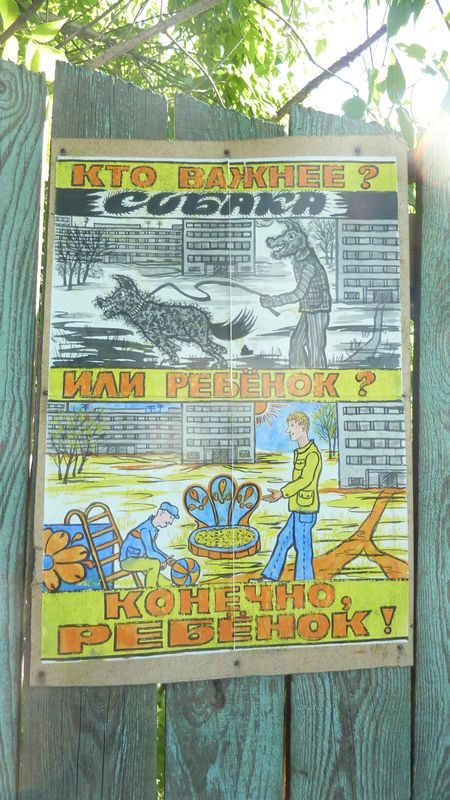 КТО ВАЖНЕЕ?
СОБАКА
ИЛИ РЕБЁНОК?
КОНЕЧНО,
РЕБЁНОК!